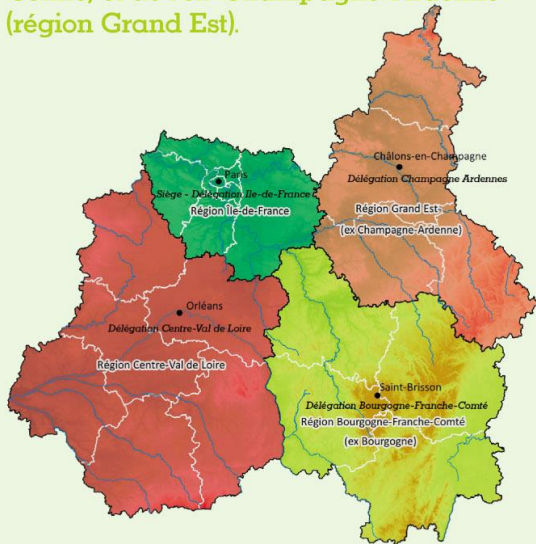 (région Grand Est).
Châlons-en-Champagne
Délégation Champagne Ardennes
Paris
Siège - Délégation Ile-de-France
Région Île-de-France
Région Grand Est
(ex Champagne-Ardenne)
Orléans
Délégation Centre-Val de Loire
Région Centre-Val de Loire
Saint-Brisson
Délégation Bourgogne-Franche-Comté
Région Bourgogne-Franche-Comté
(ex Bourgogne)